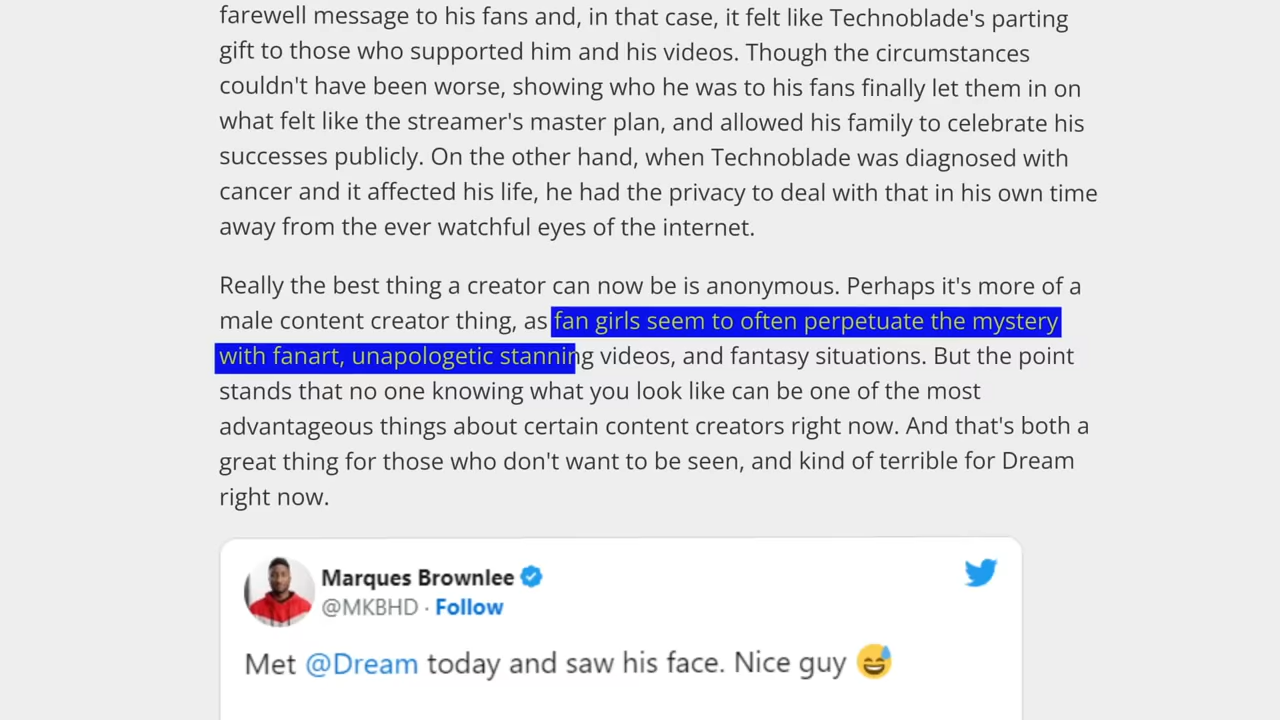 farewell message to his fans and, in that case, it felt like Technoblade's parting
gift to those who supported him and his videos. Though the circumstances
couldn't have been worse, showing who he was to his fans finally let them in on
what felt like the streamer's master plan, and allowed his family to celebrate his
successes publicly. On the other hand, when Technoblade was diagnosed with
cancer and it affected his life, he had the privacy to deal with that in his own time
away from the ever watchful eyes of the internet.
Really the best thing a creator can now be is anonymous. Perhaps it's more of a
male content creator thing, as fan girls seem to often perpetuate the mystery
with fanart, unapologetic stanning videos, and fantasy situations. But the point
stands that no one knowing what you look like can be one of the most
advantageous things about certain content creators right now. And that's both a
great thing for those who don't want to be seen, and kind of terrible for Dream
right now.
Marques Brownlee
@MKBHD · Follow
Met @Dream today and saw his face. Nice guy 😅